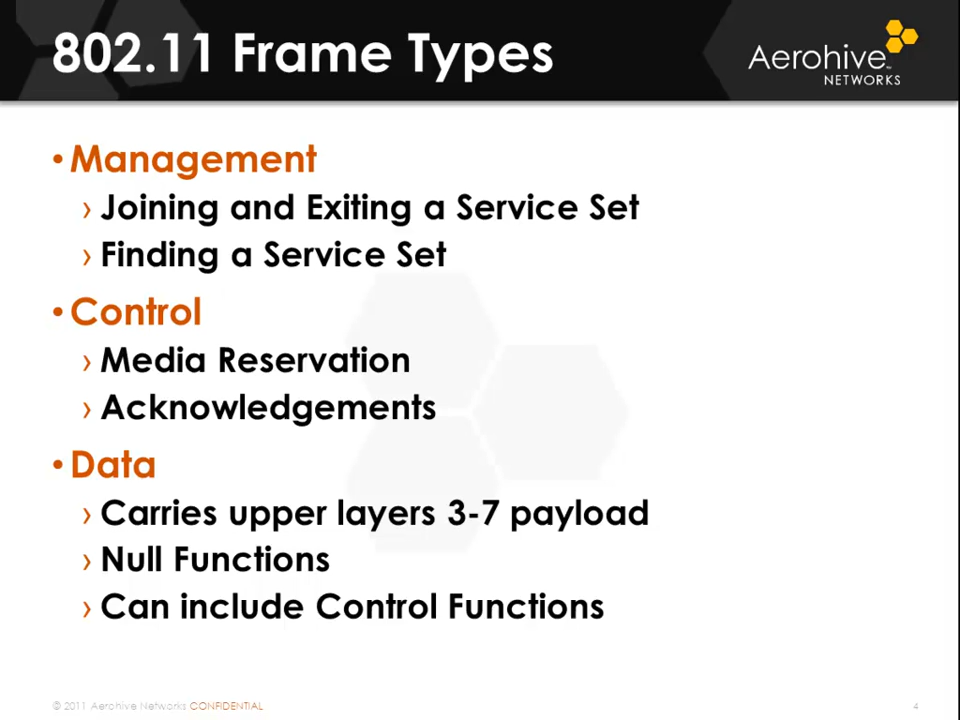 802.11 Frame Types
Aerohive™
NETWORKS
• Management
› Joining and Exiting a Service Set
› Finding a Service Set
• Control
› Media Reservation
› Acknowledgements
• Data
› Carries upper layers 3-7 payload
› Null Functions
› Can include Control Functions
© 2011 Aerohive Networks CONFIDENTIAL
4